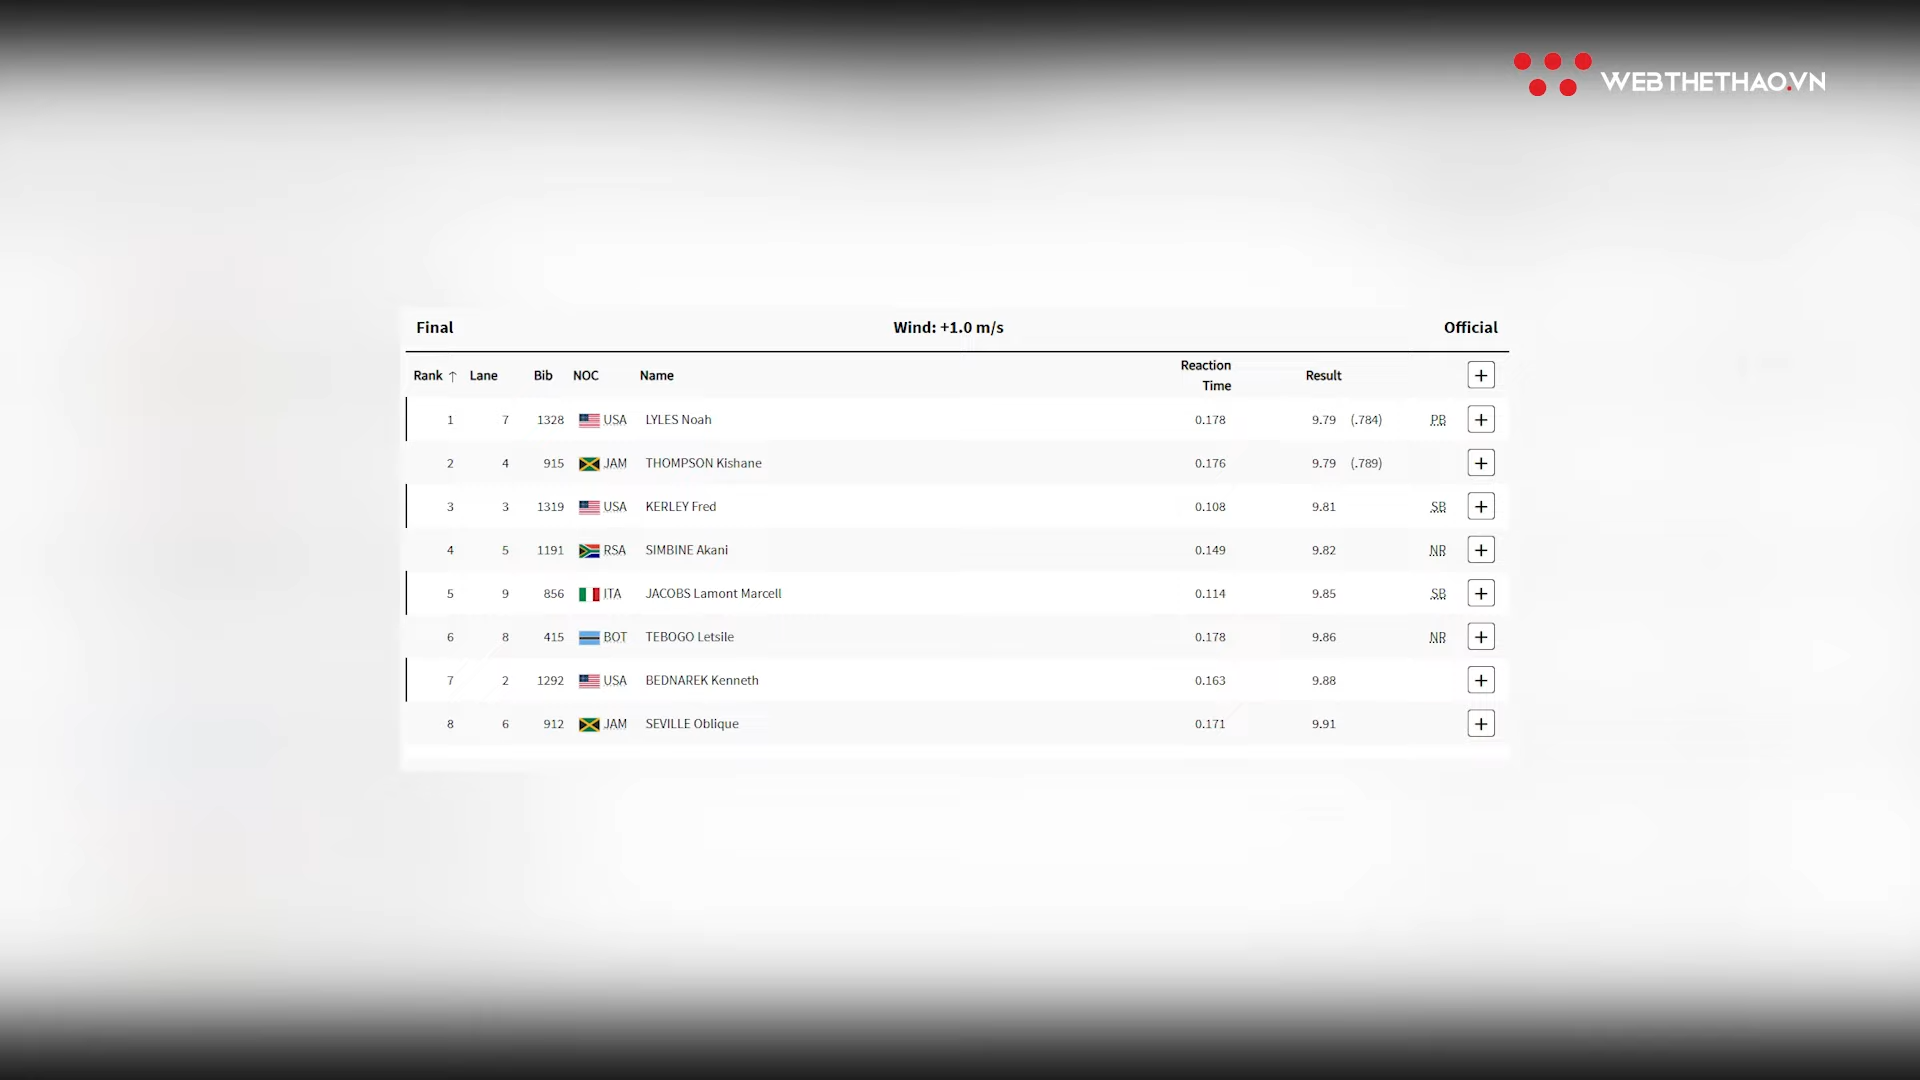 WEBTHETHAO.VN
Final Wind: +1.0 m/s Official
Rank ↑ Lane Bib NOC Name Reaction Time Result +
1 7 1328 USA LYLES Noah 0.178 9.79 (.784) PB +
2 4 915 JAM THOMPSON Kishane 0.176 9.79 (.789) +
3 3 1319 USA KERLEY Fred 0.108 9.81 SB +
4 5 1191 RSA SIMBINE Akani 0.149 9.82 NR +
5 9 856 ITA JACOBS Lamont Marcell 0.114 9.85 SB +
6 8 415 BOT TEBOGO Letsile 0.178 9.86 NR +
7 2 1292 USA BEDNAREK Kenneth 0.163 9.88 +
8 6 912 JAM SEVILLE Oblique 0.171 9.91 +